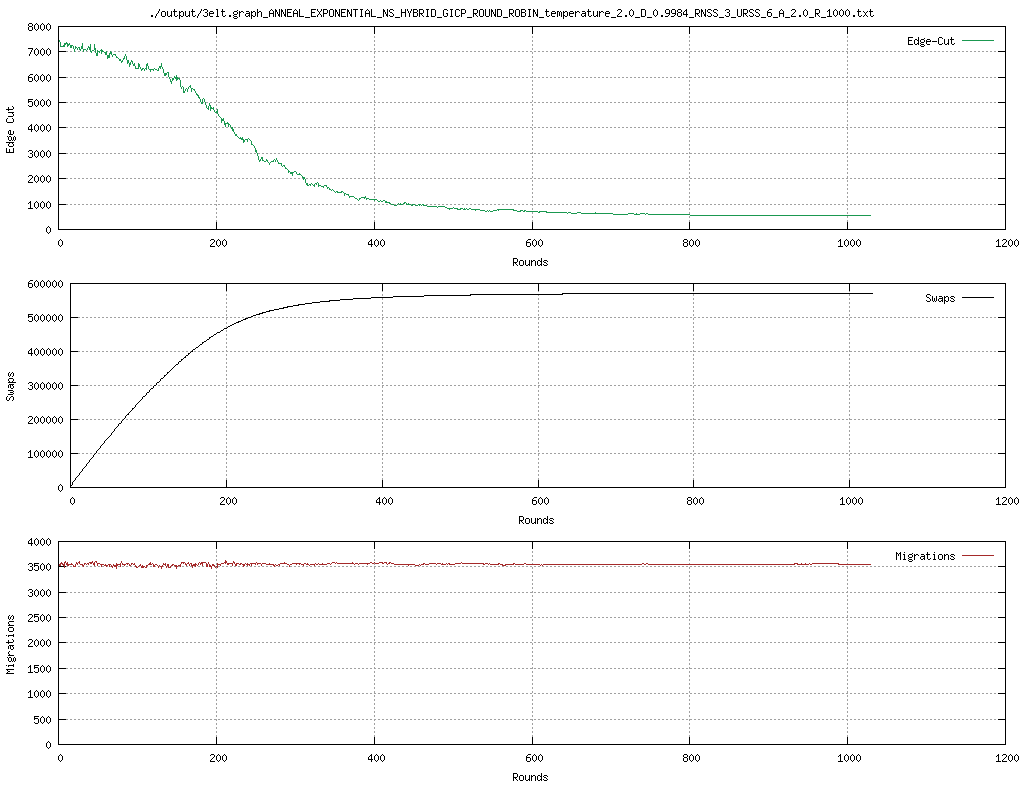 ./output/3elt.graph_ANNEAL_EXPONENTIAL_NS_HYBRID_GICP_ROUND_ROBIN_temperature_2.0_D_0.9984_RNSS_3_URSS_6_A_2.0_R_1000.txt
8000
7000
6000
5000
4000
3000
2000
1000
0
Edge Cut
Edge-Cut
0 200 400 600 800 1000 1200
Rounds
600000
500000
400000
300000
200000
100000
0
Swaps
Swaps
0 200 400 600 800 1000 1200
Rounds
4000
3500
3000
2500
2000
1500
1000
500
0
Migrations
Migrations
0 200 400 600 800 1000 1200
Rounds